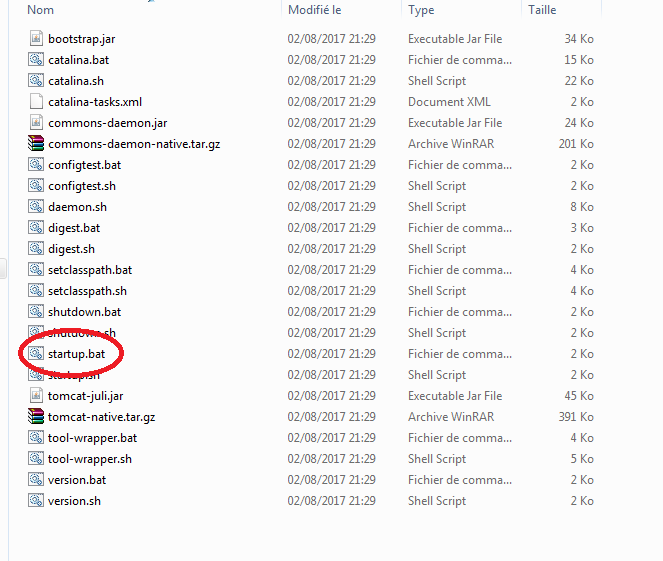 Nom Modifié le Type Taille
bootstrap.jar 02/08/2017 21:29 Executable Jar File 34 Ko
catalina.bat 02/08/2017 21:29 Fichier de comma... 15 Ko
catalina.sh 02/08/2017 21:29 Shell Script 22 Ko
catalina-tasks.xml 02/08/2017 21:29 Document XML 2 Ko
commons-daemon.jar 02/08/2017 21:29 Executable Jar File 24 Ko
commons-daemon-native.tar.gz 02/08/2017 21:29 Archive WinRAR 201 Ko
configtest.bat 02/08/2017 21:29 Fichier de comma... 2 Ko
configtest.sh 02/08/2017 21:29 Shell Script 2 Ko
daemon.sh 02/08/2017 21:29 Shell Script 8 Ko
digest.bat 02/08/2017 21:29 Fichier de comma... 3 Ko
digest.sh 02/08/2017 21:29 Shell Script 2 Ko
setclasspath.bat 02/08/2017 21:29 Fichier de comma... 4 Ko
setclasspath.sh 02/08/2017 21:29 Shell Script 4 Ko
shutdown.bat 02/08/2017 21:29 Fichier de comma... 2 Ko
shutdown.sh 02/08/2017 21:29 Shell Script 2 Ko
startup.bat 02/08/2017 21:29 Fichier de comma... 2 Ko
startup.sh 02/08/2017 21:29 Shell Script 2 Ko
tomcat-juli.jar 02/08/2017 21:29 Executable Jar File 45 Ko
tomcat-native.tar.gz 02/08/2017 21:29 Archive WinRAR 391 Ko
tool-wrapper.bat 02/08/2017 21:29 Fichier de comma... 4 Ko
tool-wrapper.sh 02/08/2017 21:29 Shell Script 5 Ko
version.bat 02/08/2017 21:29 Fichier de comma... 2 Ko
version.sh 02/08/2017 21:29 Shell Script 2 Ko